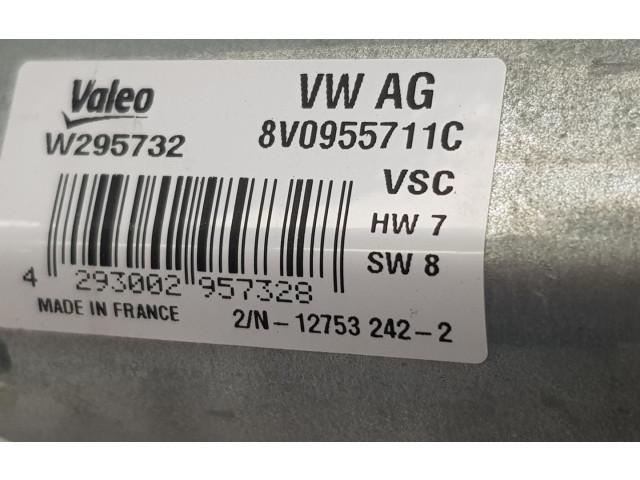 Valeo
W295732
VW AG
8V0955711C
VSC
HW 7
SW 8
4 293002 957328
MADE IN FRANCE
2/N-12753 242-2